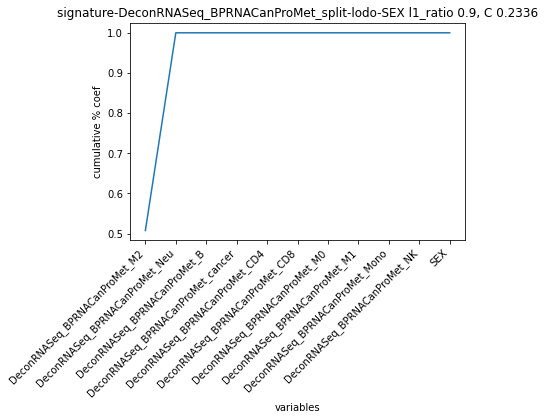 signature-DeconRNASeq_BPRNACanProMet_split-lodo-SEX l1_ratio 0.9, C 0.2336
cumulative % coef
1.0
0.9
0.8
0.7
0.6
0.5
DeconRNASeq_BPRNACanProMet_M2
DeconRNASeq_BPRNACanProMet_Neu
DeconRNASeq_BPRNACanProMet_B
DeconRNASeq_BPRNACanProMet_cancer
DeconRNASeq_BPRNACanProMet_CD4
DeconRNASeq_BPRNACanProMet_CD8
DeconRNASeq_BPRNACanProMet_M0
DeconRNASeq_BPRNACanProMet_M1
DeconRNASeq_BPRNACanProMet_Mono
DeconRNASeq_BPRNACanProMet_NK
SEX
variables